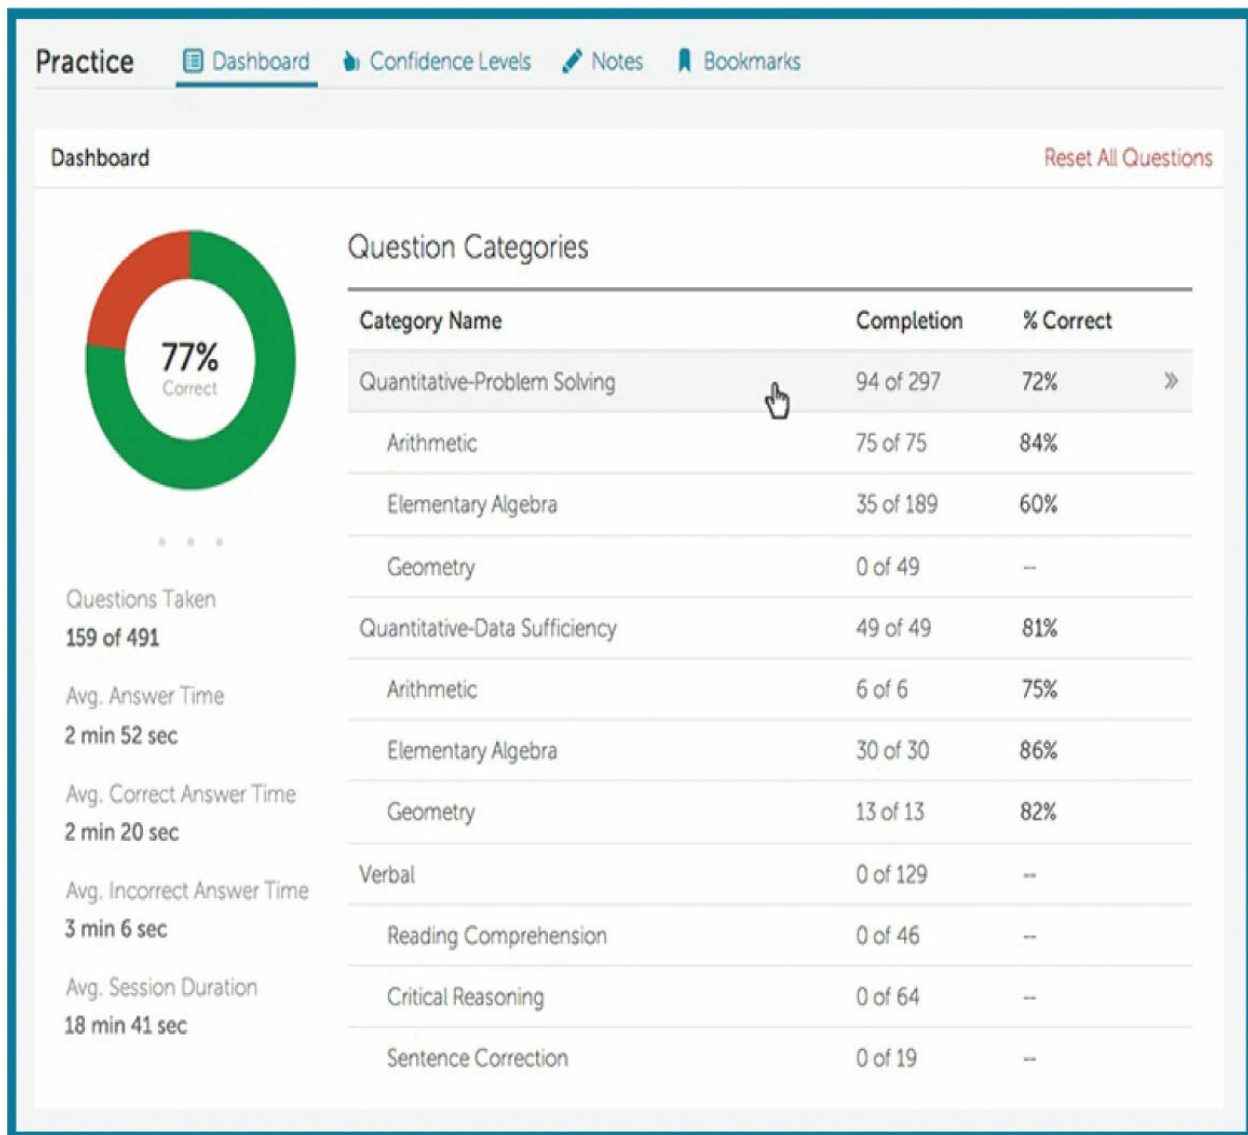 Practice Dashboard Confidence Levels Notes Bookmarks
Dashboard Reset All Questions
77%
Correct
Questions Taken
159 of 491
Avg. Answer Time
2 min 52 sec
Avg. Correct Answer Time
2 min 20 sec
Avg. Incorrect Answer Time
3 min 6 sec
Avg. Session Duration
18 min 41 sec
Question Categories
Category Name Completion % Correct
Quantitative-Problem Solving 94 of 297 72% »
Arithmetic 75 of 75 84%
Elementary Algebra 35 of 189 60%
Geometry 0 of 49 --
Quantitative-Data Sufficiency 49 of 49 81%
Arithmetic 6 of 6 75%
Elementary Algebra 30 of 30 86%
Geometry 13 of 13 82%
Verbal 0 of 129 --
Reading Comprehension 0 of 46 --
Critical Reasoning 0 of 64 --
Sentence Correction 0 of 19 --